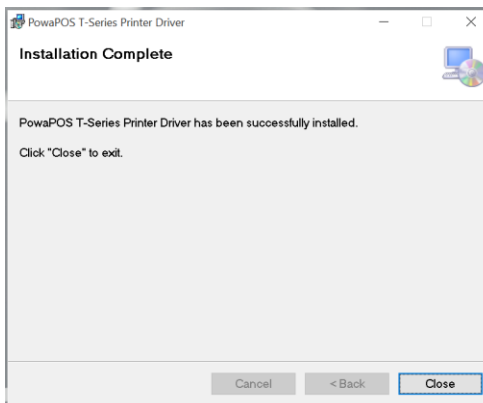 PowaPOS T-Series Printer Driver
Installation Complete
PowaPOS T-Series Printer Driver has been successfully installed.
Click "Close" to exit.
Cancel
< Back
Close